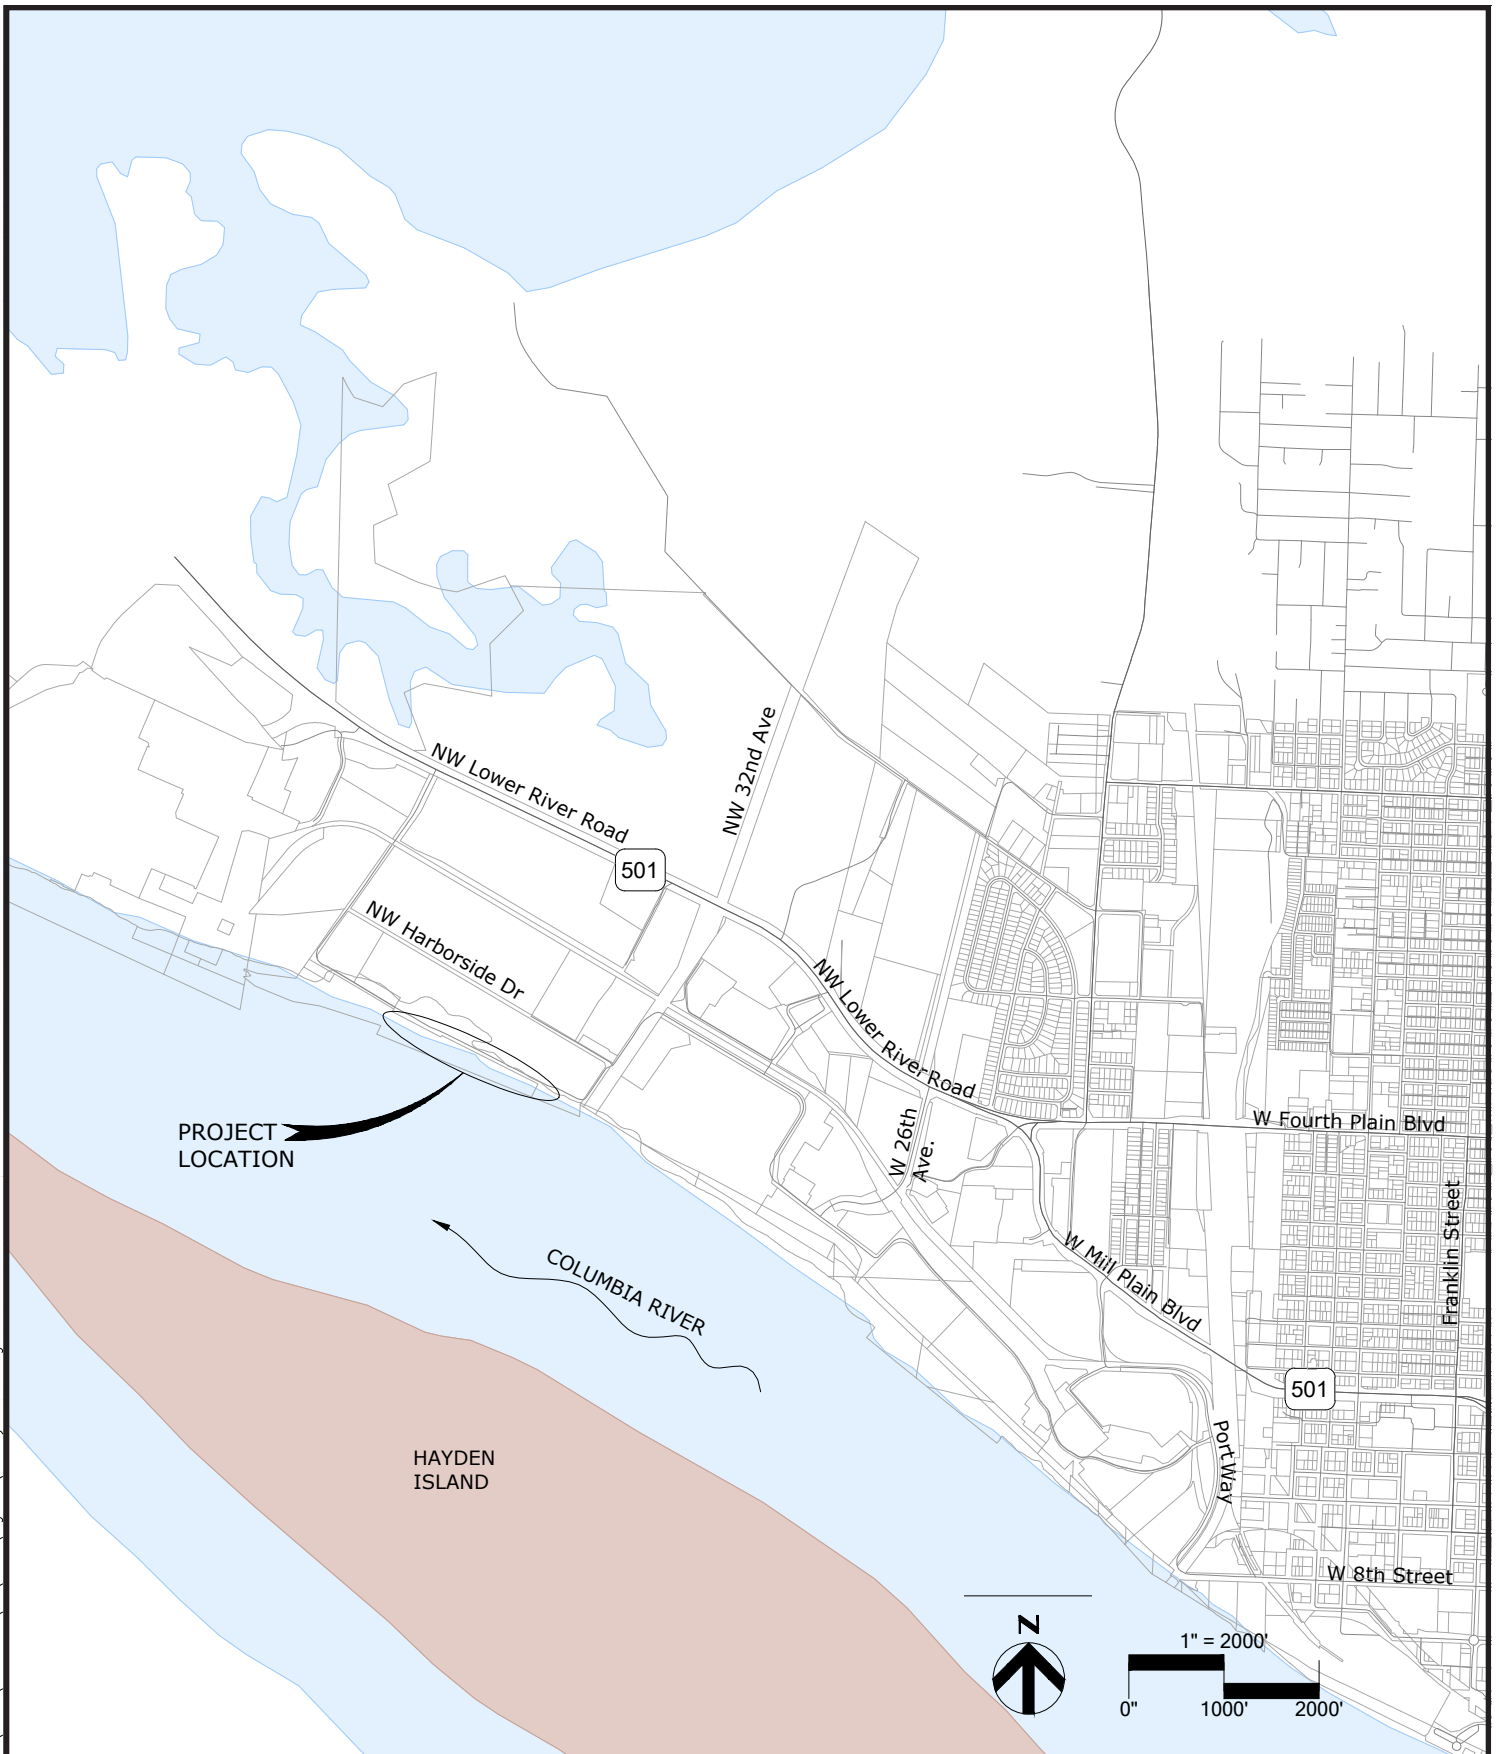 NW 32nd Ave
NW Lower River Road
501
NW Harborside Dr
NW Lower River Road
PROJECT
LOCATION
W 26th
Ave.
W Fourth Plain Blvd
Franklin Street
W Mill Plain Blvd
COLUMBIA RIVER
501
HAYDEN
ISLAND
Port Way
W 8th Street
N
1" = 2000'
0" 1000' 2000'